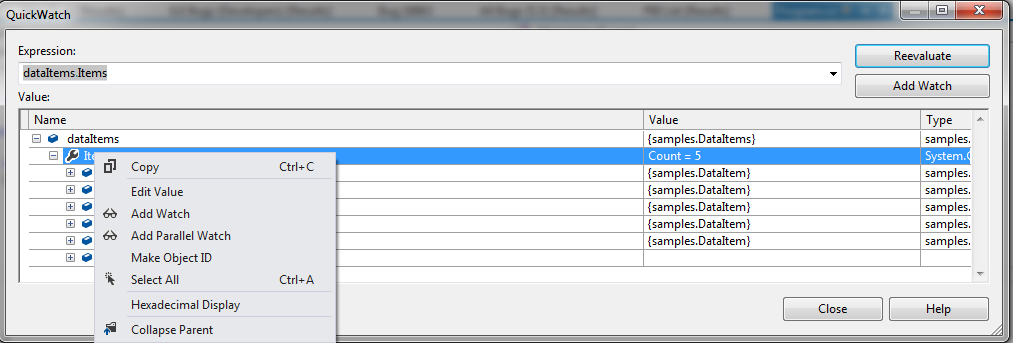 QuickWatch
Expression:
Reevaluate
dataItems.Items
Add Watch
Value:
Name Value Type
dataItems {samples.DataItems} samples.
Count = 5 System.C
Copy Ctrl+C
{samples.DataItem} samples.
Edit Value
{samples.DataItem} samples.
Add Watch
{samples.DataItem} samples.
Add Parallel Watch
{samples.DataItem} samples.
Make Object ID
{samples.DataItem} samples.
Select All Ctrl+A
Hexadecimal Display
Close Help
Collapse Parent